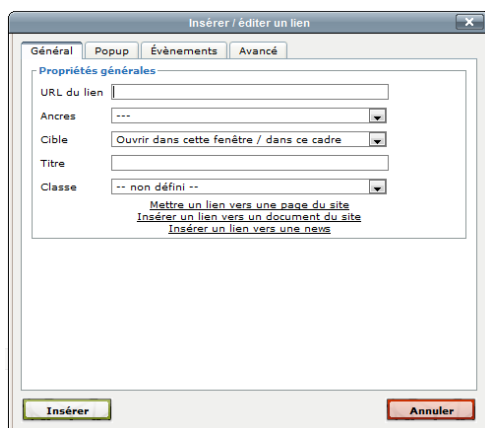 Insérer / éditer un lien
Général Popup Évènements Avancé
Propriétés générales
URL du lien
Ancres ---
Cible Ouvrir dans cette fenêtre / dans ce cadre
Titre
Classe -- non défini --
Mettre un lien vers une page du site
Insérer un lien vers un document du site
Insérer un lien vers une news
Insérer Annuler